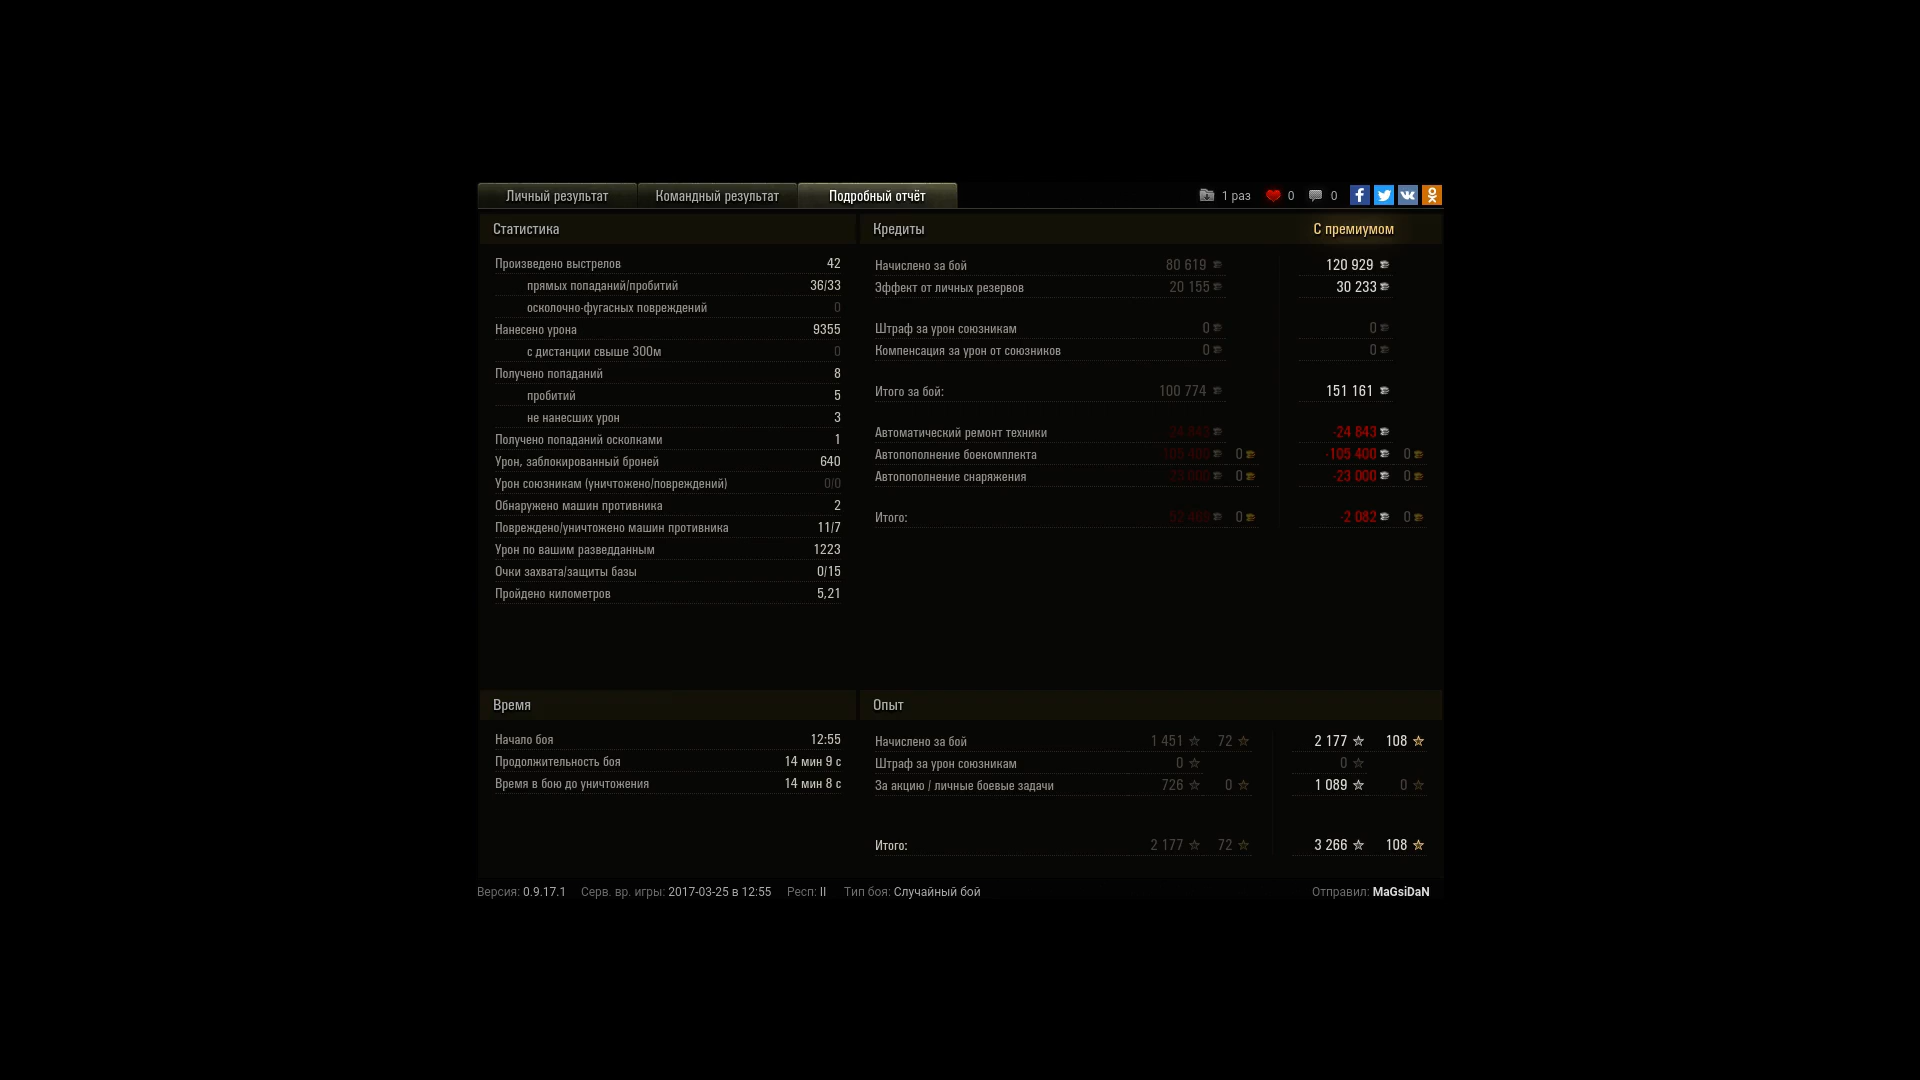 Личный результат Командный результат Подробный отчёт 1 раз 0 0
Статистика
Произведено выстрелов 42
прямых попаданий/пробитий 36/33
осколочно-фугасных повреждений 0
Нанесено урона 9355
с дистанции свыше 300м 0
Получено попаданий 8
пробитий 5
не нанесших урон 3
Получено попаданий осколками 1
Урон, заблокированный броней 640
Урон союзникам (уничтожено/повреждений) 0/0
Обнаружено машин противника 2
Повреждено/уничтожено машин противника 11/7
Урон по вашим разведданным 1223
Очки захвата/защиты базы 0/15
Пройдено километров 5,21
Кредиты С премиумом
Начислено за бой 80 619 120 929
Эффект от личных резервов 20 155 30 233
Штраф за урон союзникам 0 0
Компенсация за урон от союзников 0 0
Итого за бой: 100 774 151 161
Автоматический ремонт техники -24 843 -24 843
Автопополнение боекомплекта -105 400 0 -105 400 0
Автопополнение снаряжения -23 000 0 -23 000 0
Итого: 0 -2 082 0
Время
Начало боя 12:55
Продолжительность боя 14 мин 9 с
Время в бою до уничтожения 14 мин 8 с
Опыт
Начислено за бой 1 451 72 2 177 108
Штраф за урон союзникам 0 0
За акцию / личные боевые задачи 726 0 1 089 0
Итого: 2 177 72 3 266 108
Версия: 0.9.17.1 Серв. вр. игры: 2017-03-25 в 12:55 Респ: II Тип боя: Случайный бой Отправил: MaGsiDaN